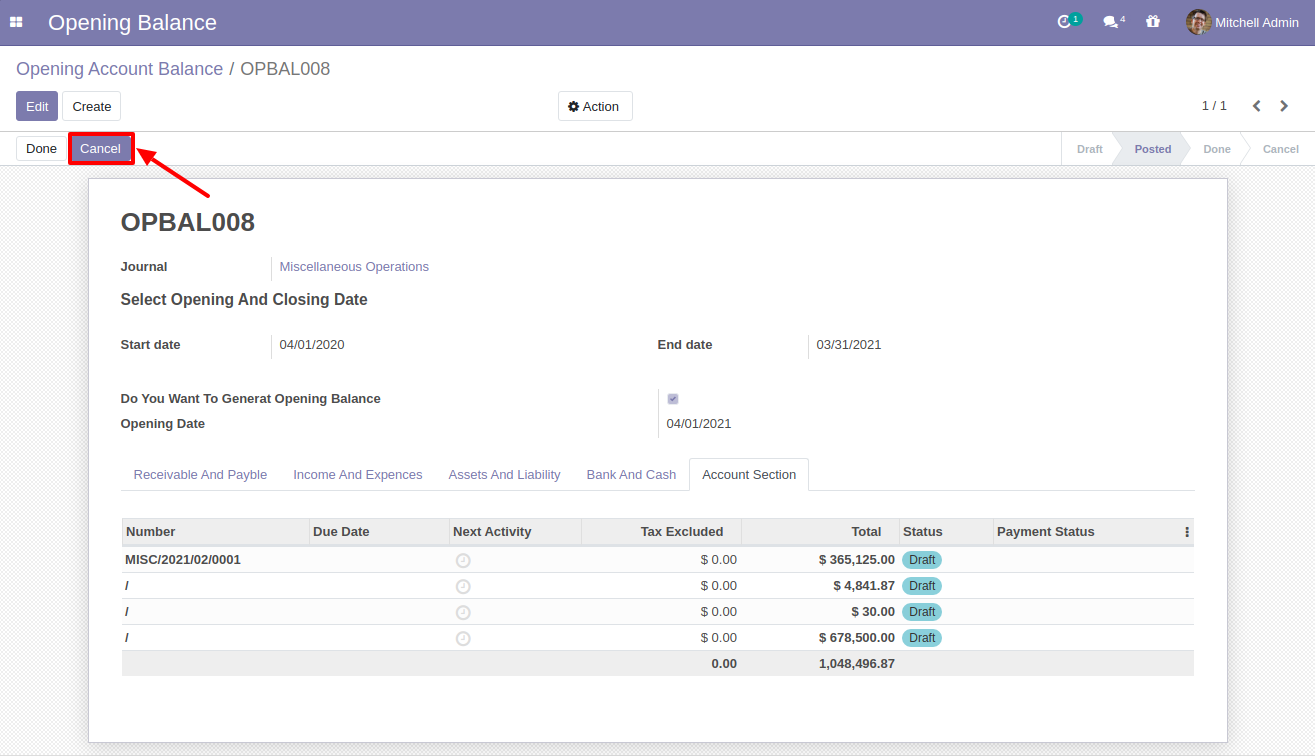 Opening Balance 1 4 Mitchell Admin
Opening Account Balance / OPBAL008
Edit Create Action 1 / 1
Done Cancel Draft Posted Done Cancel
OPBAL008
Journal Miscellaneous Operations
Select Opening And Closing Date
Start date 04/01/2020 End date 03/31/2021
Do You Want To Generat Opening Balance
Opening Date 04/01/2021
Receivable And Payble Income And Expences Assets And Liability Bank And Cash Account Section
Number Due Date Next Activity Tax Excluded Total Status Payment Status
MISC/2021/02/0001 $ 0.00 $ 365,125.00 Draft
/ $ 0.00 $ 4,841.87 Draft
/ $ 0.00 $ 30.00 Draft
/ $ 0.00 $ 678,500.00 Draft
0.00 1,048,496.87